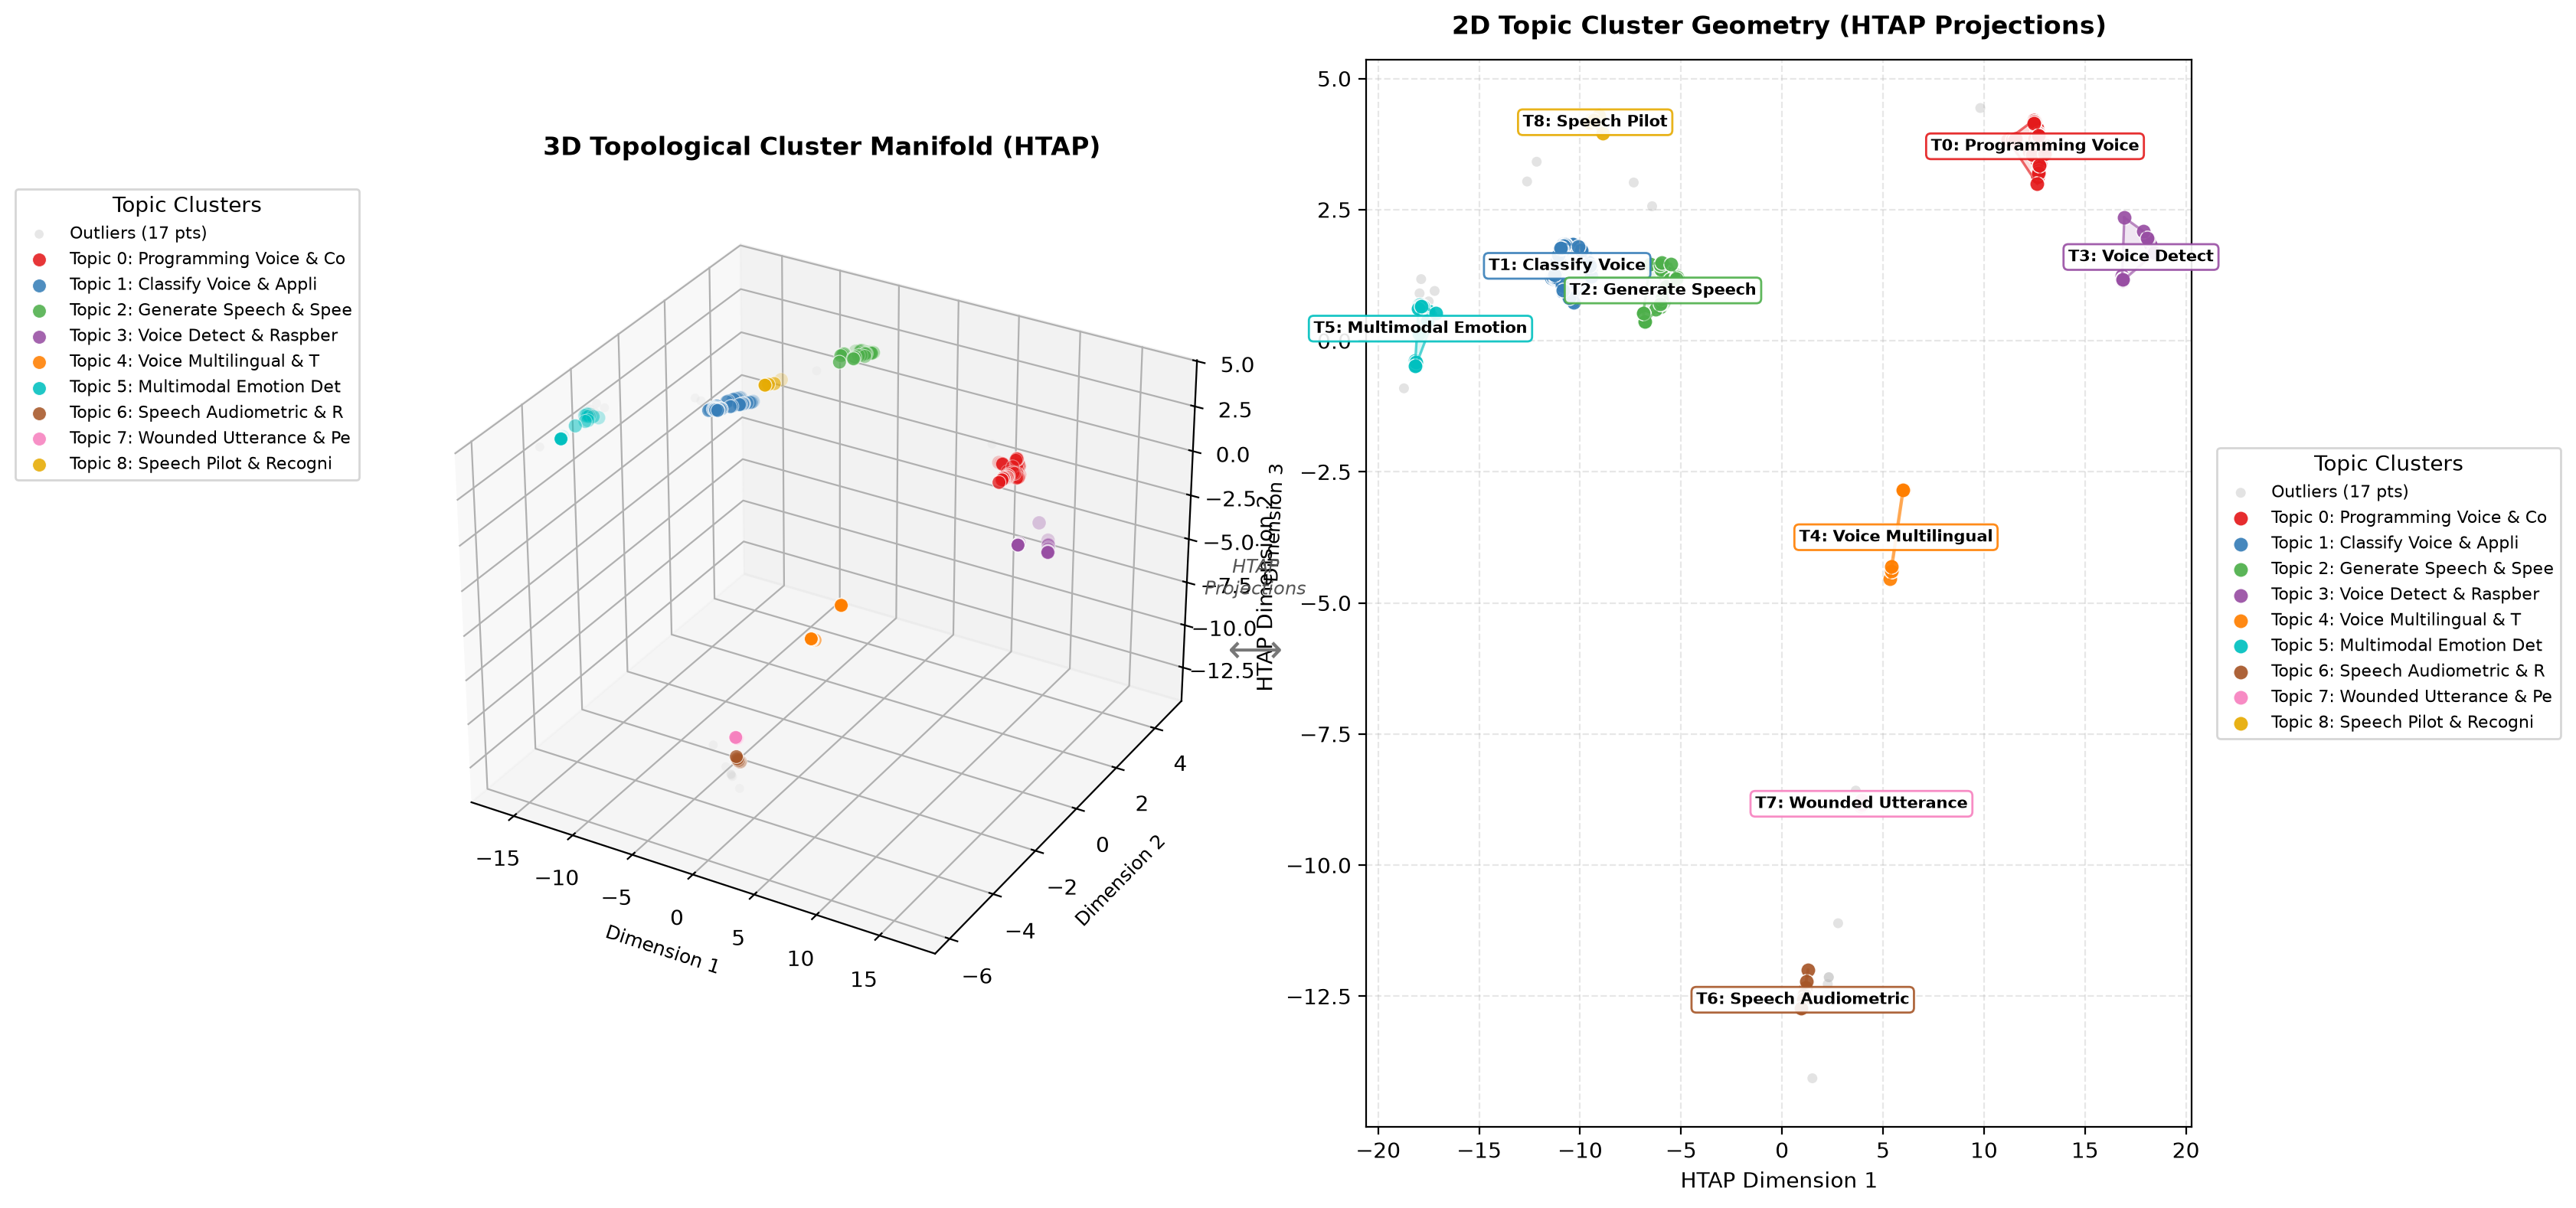 3D Topological Cluster Manifold (HTAP)
Topic Clusters
Outliers (17 pts)
Topic 0: Programming Voice & Co
Topic 1: Classify Voice & Appli
Topic 2: Generate Speech & Spee
Topic 3: Voice Detect & Raspber
Topic 4: Voice Multilingual & T
Topic 5: Multimodal Emotion Det
Topic 6: Speech Audiometric & R
Topic 7: Wounded Utterance & Pe
Topic 8: Speech Pilot & Recogni
5.0
2.5
0.0
−2.5
−5.0
−7.5
−10.0
−12.5
Dimension 3
4
2
0
−2
−4
−6
Dimension 2
−15
−10
−5
0
5
10
15
Dimension 1
HTAP
Projections
2D Topic Cluster Geometry (HTAP Projections)
HTAP Dimension 2
5.0
2.5
0.0
−2.5
−5.0
−7.5
−10.0
−12.5
T8: Speech Pilot
T0: Programming Voice
T3: Voice Detect
T1: Classify Voice
T2: Generate Speech
T5: Multimodal Emotion
T4: Voice Multilingual
T7: Wounded Utterance
T6: Speech Audiometric
−20
−15
−10
−5
0
5
10
15
20
HTAP Dimension 1
Topic Clusters
Outliers (17 pts)
Topic 0: Programming Voice & Co
Topic 1: Classify Voice & Appli
Topic 2: Generate Speech & Spee
Topic 3: Voice Detect & Raspber
Topic 4: Voice Multilingual & T
Topic 5: Multimodal Emotion Det
Topic 6: Speech Audiometric & R
Topic 7: Wounded Utterance & Pe
Topic 8: Speech Pilot & Recogni